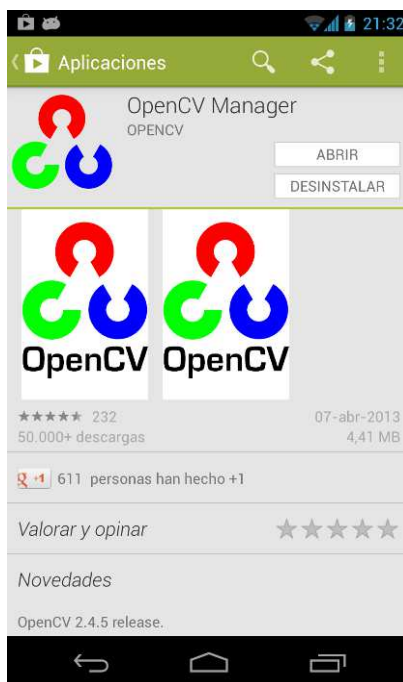 21:32
Aplicaciones
OpenCV Manager
OPENCV
ABRIR
DESINSTALAR
OpenCV OpenCV
232
07-abr-2013
50.000+ descargas
4,41 MB
g +1 611 personas han hecho +1
Valorar y opinar
Novedades
OpenCV 2.4.5 release.